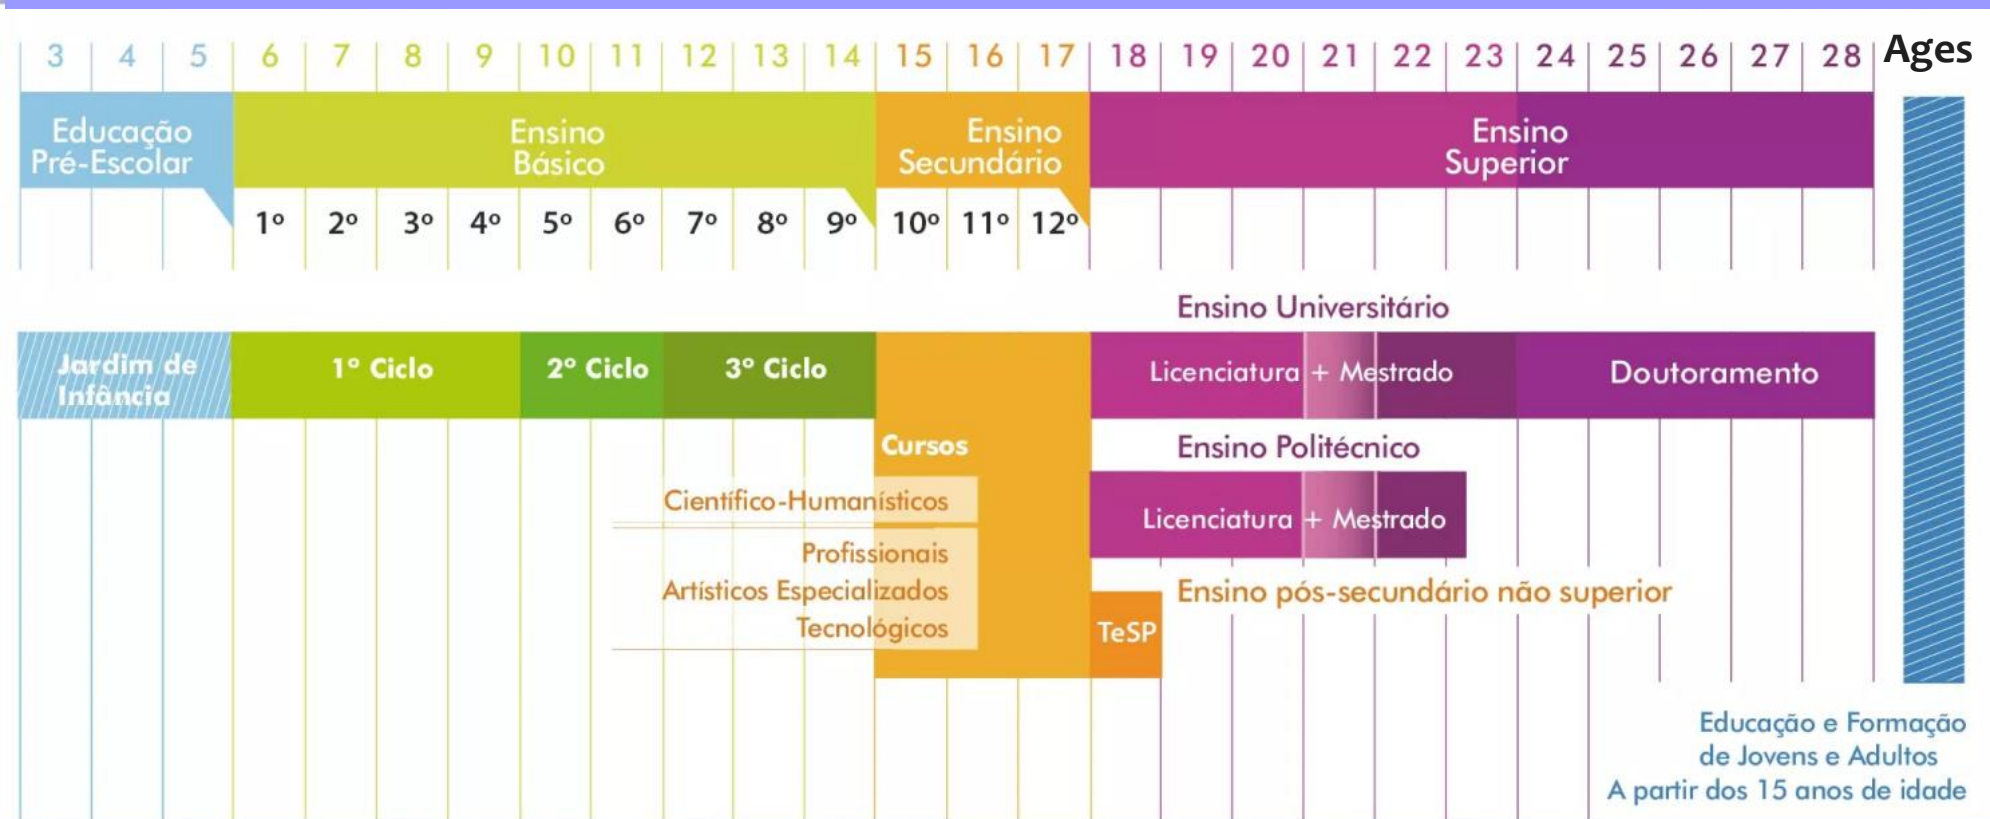 3 4 5 6 7 8 9 10 11 12 13 14 15 16 17 18 19 20 21 22 23 24 25 26 27 28 Ages
Educação
Pré-Escolar
Ensino
Básico
Ensino
Secundário
Ensino
Superior
1º 2º 3º 4º 5º 6º 7º 8º 9º 10º 11º 12º
Ensino Universitário
Jardim de
Infância
1º Ciclo
2º Ciclo
3º Ciclo
Licenciatura + Mestrado
Doutoramento
Cursos
Científico-Humanísticos
Profissionais
Artísticos Especializados
Tecnológicos
Ensino Politécnico
Licenciatura + Mestrado
Ensino pós-secundário não superior
TeSP
Educação e Formação
de Jovens e Adultos
A partir dos 15 anos de idade